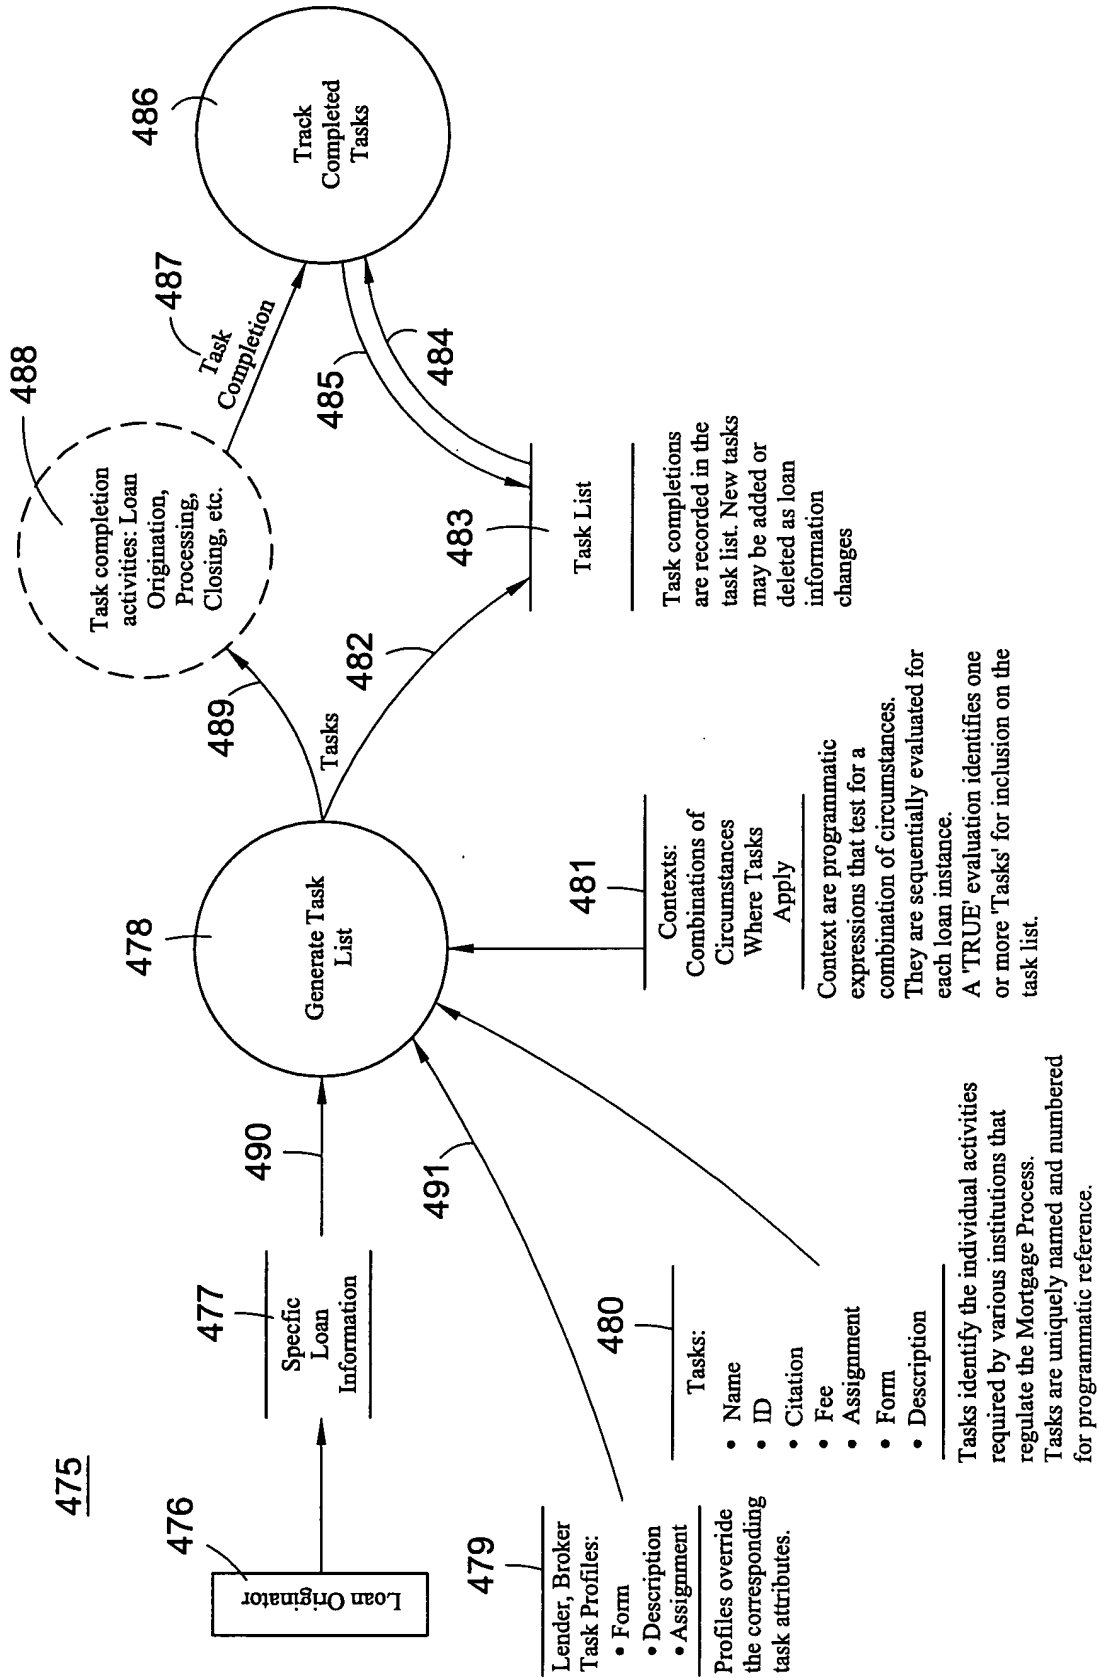 475
476
Loan Originator
477
Specfic
Loan
Information
490
478
Generate Task
List
479
Lender, Broker
Task Profiles:
• Form
• Description
• Assignment
Profiles override
the corresponding
task attributes.
491
480
Tasks:
• Name
• ID
• Citation
• Fee
• Assignment
• Form
• Description
Tasks identify the individual activities
required by various institutions that
regulate the Mortgage Process.
Tasks are uniquely named and numbered
for programmatic reference.
481
Contexts:
Combinations of
Circumstances
Where Tasks
Apply
Context are programmatic
expressions that test for a
combination of circumstances.
They are sequentially evaluated for
each loan instance.
A 'TRUE' evaluation identifies one
or more 'Tasks' for inclusion on the
task list.
489
Tasks
482
488
Task completion
activities: Loan
Origination,
Processing,
Closing, etc.
487
Task
Completion
483
Task List
Task completions
are recorded in the
task list. New tasks
may be added or
deleted as loan
information
changes
485
484
486
Track
Completed
Tasks